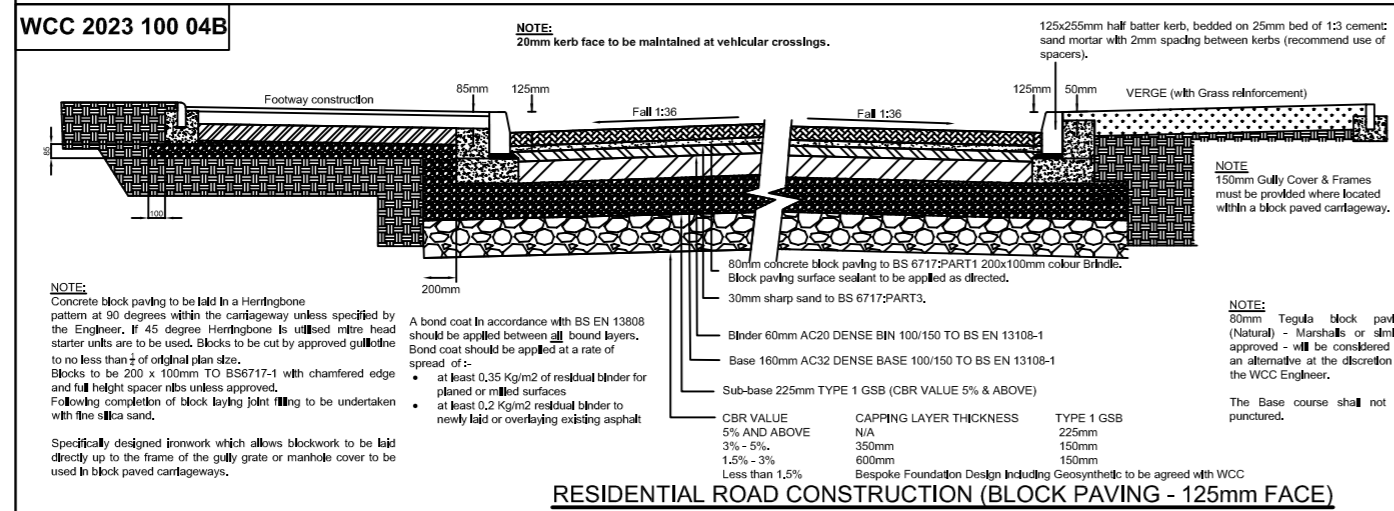 WCC 2023 100 04B
NOTE:
20mm kerb face to be maintained at vehicular crossings.
125x255mm half batter kerb, bedded on 25mm bed of 1:3 cement:
sand mortar with 2mm spacing between kerbs (recommend use of
spacers).
Footway construction
85mm
125mm
Fall 1:36
Fall 1:36
125mm
50mm
VERGE (with Grass reinforcement)
85
100
200mm
NOTE
150mm Gully Cover & Frames
must be provided where located
within a block paved carriageway.
80mm concrete block paving to BS 6717:PART1 200x100mm colour Brindle.
Block paving surface sealant to be applied as directed.
30mm sharp sand to BS 6717:PART3.
Binder 60mm AC20 DENSE BIN 100/150 TO BS EN 13108-1
Base 160mm AC32 DENSE BASE 100/150 TO BS EN 13108-1
Sub-base 225mm TYPE 1 GSB (CBR VALUE 5% & ABOVE)
CBR VALUE CAPPING LAYER THICKNESS TYPE 1 GSB
5% AND ABOVE N/A 225mm
3% - 5%. 350mm 150mm
1.5% - 3% 600mm 150mm
Less than 1.5% Bespoke Foundation Design including Geosynthetic to be agreed with WCC
NOTE:
Concrete block paving to be laid in a Herringbone
pattern at 90 degrees within the carriageway unless specified by
the Engineer. If 45 degree Herringbone is utilised mitre head
starter units are to be used. Blocks to be cut by approved guillotine
to no less than of original plan size.
Blocks to be 200 x 100mm TO BS6717-1 with chamfered edge
and full height spacer nibs unless approved.
Following completion of block laying joint filling to be undertaken
with fine silica sand.
Specifically designed ironwork which allows blockwork to be laid
directly up to the frame of the gully grate or manhole cover to be
used in block paved carriageways.
A bond coat in accordance with BS EN 13808
should be applied between all bound layers.
Bond coat should be applied at a rate of
spread of :-
• at least 0.35 Kg/m2 of residual binder for
planed or milled surfaces
• at least 0.2 Kg/m2 residual binder to
newly laid or overlaying existing asphalt
NOTE:
80mm Tegula block pavi
(Natural) - Marshalls or simi
approved - will be considered
an alternative at the discretion
the WCC Engineer.
The Base course shall not
punctured.
RESIDENTIAL ROAD CONSTRUCTION (BLOCK PAVING - 125mm FACE)